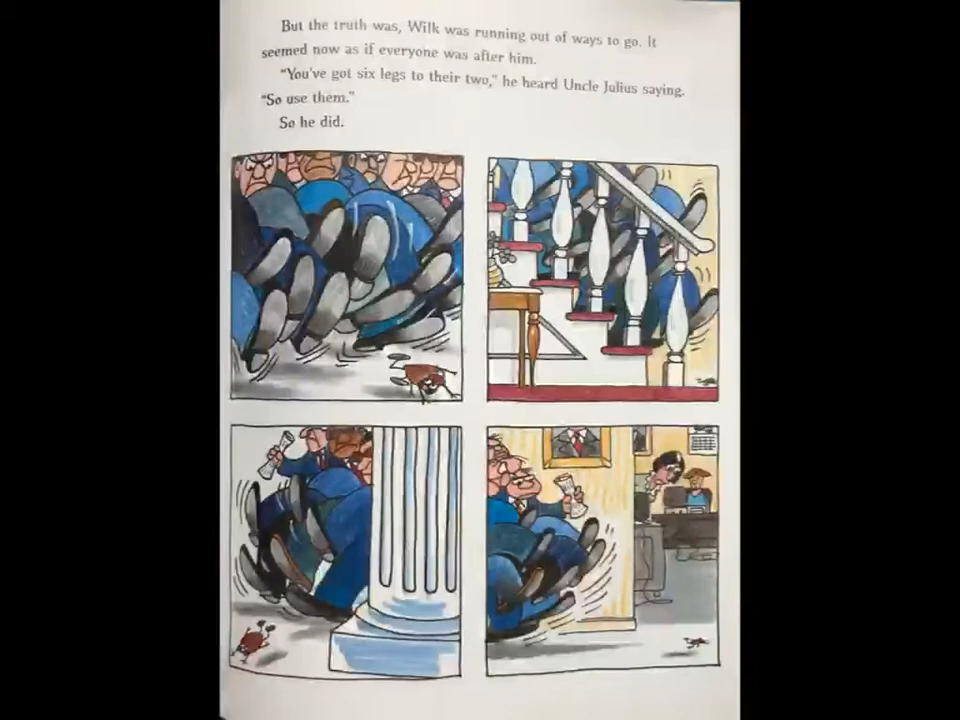 But the truth was, Wilk was running out of ways to go. It
seemed now as if everyone was after him.
"You've got six legs to their two," he heard Uncle Julius saying.
"So use them."
So he did.